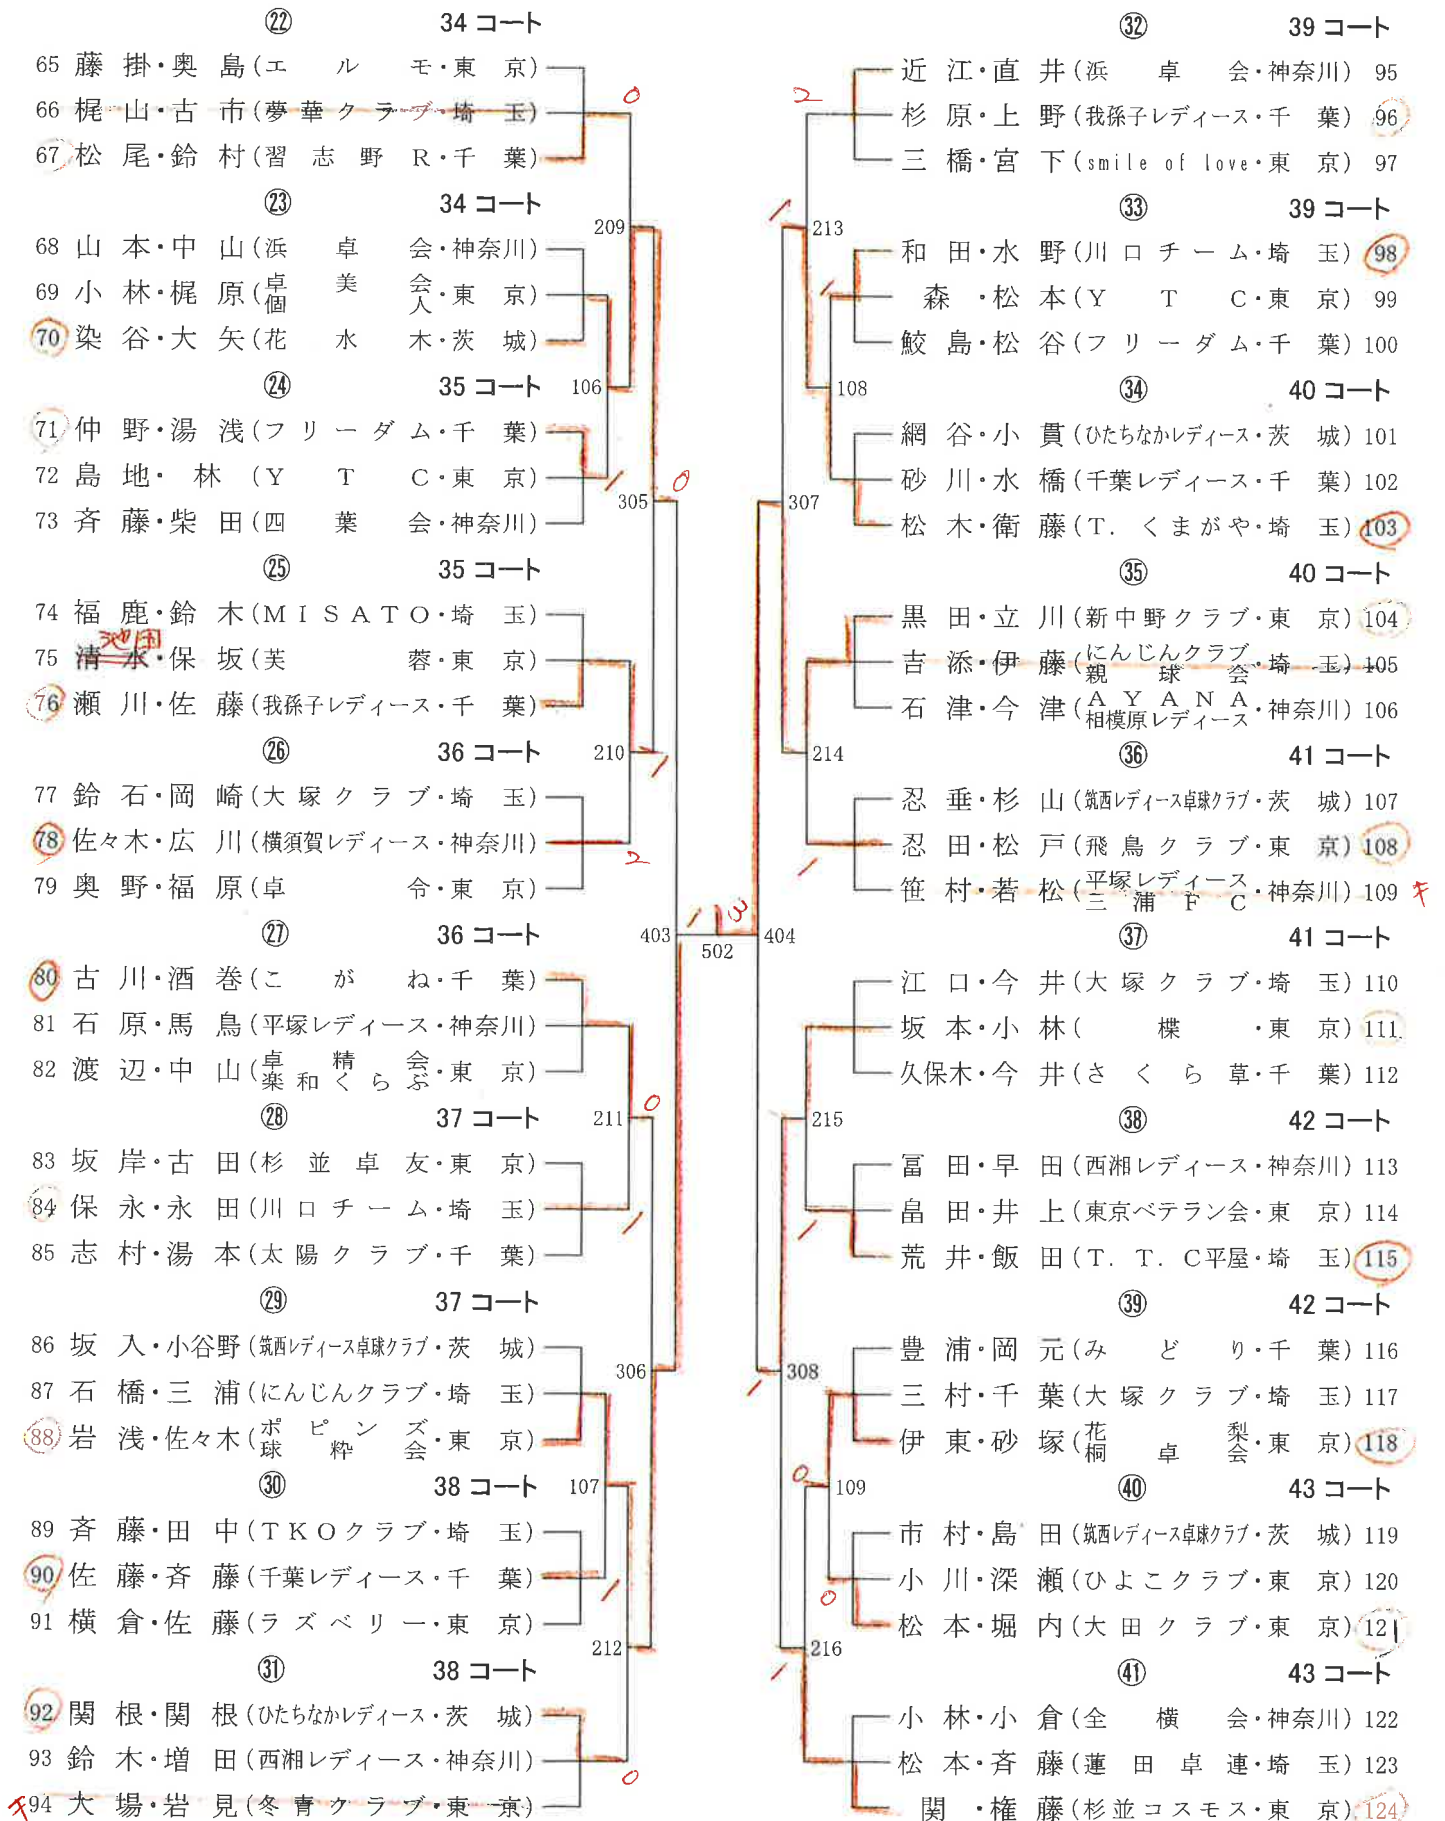 ㉒ 34 コート
65 藤 掛・奥 島(エ ル モ・東 京)
0
66 梶 山・古 市(夢華クラブ・埼 玉)
67 松 尾・鈴 村(習 志 野 R・千 葉)
㉓ 34 コート
209
68 山 本・中 山(浜 卓 会・神奈川)
69 小 林・梶 原(卓 美 会 個 人・東 京)
70 染 谷・大 矢(花 水 木・茨 城)
㉔ 35 コート
106
71 仲 野・湯 浅(フリーダム・千 葉)
72 島 地・ 林 (Y T C・東 京)
1
0
305
73 斉 藤・柴 田(四 葉 会・神奈川)
㉕ 35 コート
74 福 鹿・鈴 木(MISATO・埼 玉)
池田
75 清 水・保 坂(芙 蓉・東 京)
76 瀬 川・佐 藤(我孫子レディース・千 葉)
㉖ 36 コート
210
1
77 鈴 石・岡 崎(大塚クラブ・埼 玉)
78 佐々木・広 川(横須賀レディース・神奈川)
2
79 奥 野・福 原(卓 令・東 京)
㉗ 36 コート
403
1 3
502
404
80 古 川・酒 巻(こ が ね・千 葉)
81 石 原・馬 鳥(平塚レディース・神奈川)
82 渡 辺・中 山(卓 精 会 楽和くらぶ・東 京)
㉘ 37 コート
211
0
83 坂 岸・古 田(杉 並 卓 友・東 京)
84 保 永・永 田(川口チーム・埼 玉)
1
85 志 村・湯 本(太陽クラブ・千 葉)
㉙ 37 コート
86 坂 入・小谷野(筑西レディース卓球クラブ・茨 城)
306
87 石 橋・三 浦(にんじんクラブ・埼 玉)
88 岩 浅・佐々木(ポピンズ 球 粋 会・東 京)
㉚ 38 コート
107
89 斉 藤・田 中(TKOクラブ・埼 玉)
90 佐 藤・斉 藤(千葉レディース・千 葉)
1
91 横 倉・佐 藤(ラズベリー・東 京)
212
㉛ 38 コート
92 関 根・関 根(ひたちなかレディース・茨 城)
93 鈴 木・増 田(西湘レディース・神奈川)
0
キ 94 大 場・岩 見(冬青クラブ・東 京)
㉜ 39 コート
近 江・直 井(浜 卓 会・神奈川) 95
2
杉 原・上 野(我孫子レディース・千 葉) 96
三 橋・宮 下(smile of love・東 京) 97
㉝ 39 コート
1
213
和 田・水 野(川口チーム・埼 玉) 98
1
森 ・松 本(Y T C・東 京) 99
鮫 島・松 谷(フリーダム・千 葉) 100
㉞ 40 コート
108
網 谷・小 貫(ひたちなかレディース・茨 城) 101
砂 川・水 橋(千葉レディース・千 葉) 102
307
松 木・衛 藤(T. くまがや・埼 玉) 103
㉟ 40 コート
黒 田・立 川(新中野クラブ・東 京) 104
吉 添・伊 藤(にんじんクラブ 親 球 会・埼 玉) 105
石 津・今 津(AYANA 相模原レディース・神奈川) 106
214
㊱ 41 コート
忍 垂・杉 山(筑西レディース卓球クラブ・茨 城) 107
忍 田・松 戸(飛鳥クラブ・東 京) 108
1
笹 村・若 松(平塚レディース 三 浦 F C・神奈川) 109 キ
㊲ 41 コート
江 口・今 井(大塚クラブ・埼 玉) 110
坂 本・小 林( 楪 ・東 京) 111
久保木・今 井(さ く ら 草・千 葉) 112
215
㊳ 42 コート
冨 田・早 田(西湘レディース・神奈川) 113
畠 田・井 上(東京ベテラン会・東 京) 114
1
荒 井・飯 田(T. T. C平屋・埼 玉) 115
㊴ 42 コート
豊 浦・岡 元(み ど り・千 葉) 116
1
308
三 村・千 葉(大塚クラブ・埼 玉) 117
伊 東・砂 塚(花 梨 桐 卓 会・東 京) 118
0
109
㊵ 43 コート
市 村・島 田(筑西レディース卓球クラブ・茨 城) 119
小 川・深 瀬(ひよこクラブ・東 京) 120
0
松 本・堀 内(大田クラブ・東 京) 121
1
216
㊶ 43 コート
小 林・小 倉(全 横 会・神奈川) 122
松 本・斉 藤(蓮 田 卓 連・埼 玉) 123
関 ・権 藤(杉並コスモス・東 京) 124